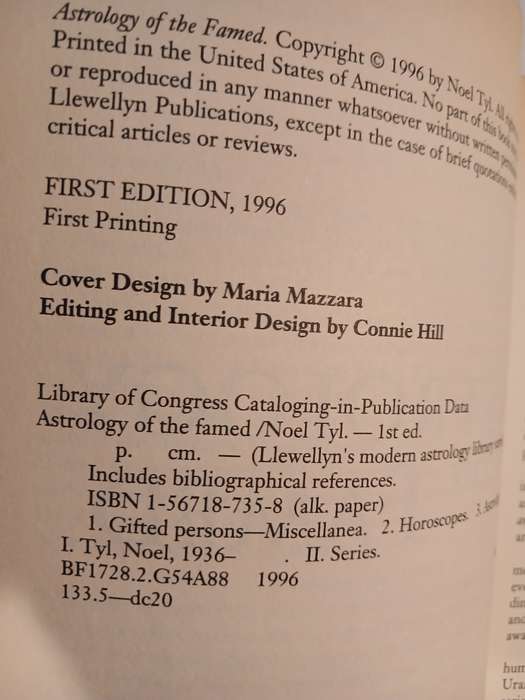 Astrology of the Famed. Copyright © 1996 by Noel Tyl. All
Printed in the United States of America. No part of this book
or reproduced in any manner whatsoever without written
Llewellyn Publications, except in the case of brief quotations
critical articles or reviews.
FIRST EDITION, 1996
First Printing
Cover Design by Maria Mazzara
Editing and Interior Design by Connie Hill
Library of Congress Cataloging-in-Publication Data
Astrology of the famed /Noel Tyl. — 1st ed.
p. cm. — (Llewellyn's modern astrology library
Includes bibliographical references.
ISBN 1-56718-735-8 (alk. paper)
1. Gifted persons—Miscellanea. 2. Horoscopes. 3.
I. Tyl, Noel, 1936– . II. Series.
BF1728.2.G54A88 1996
133.5—dc20